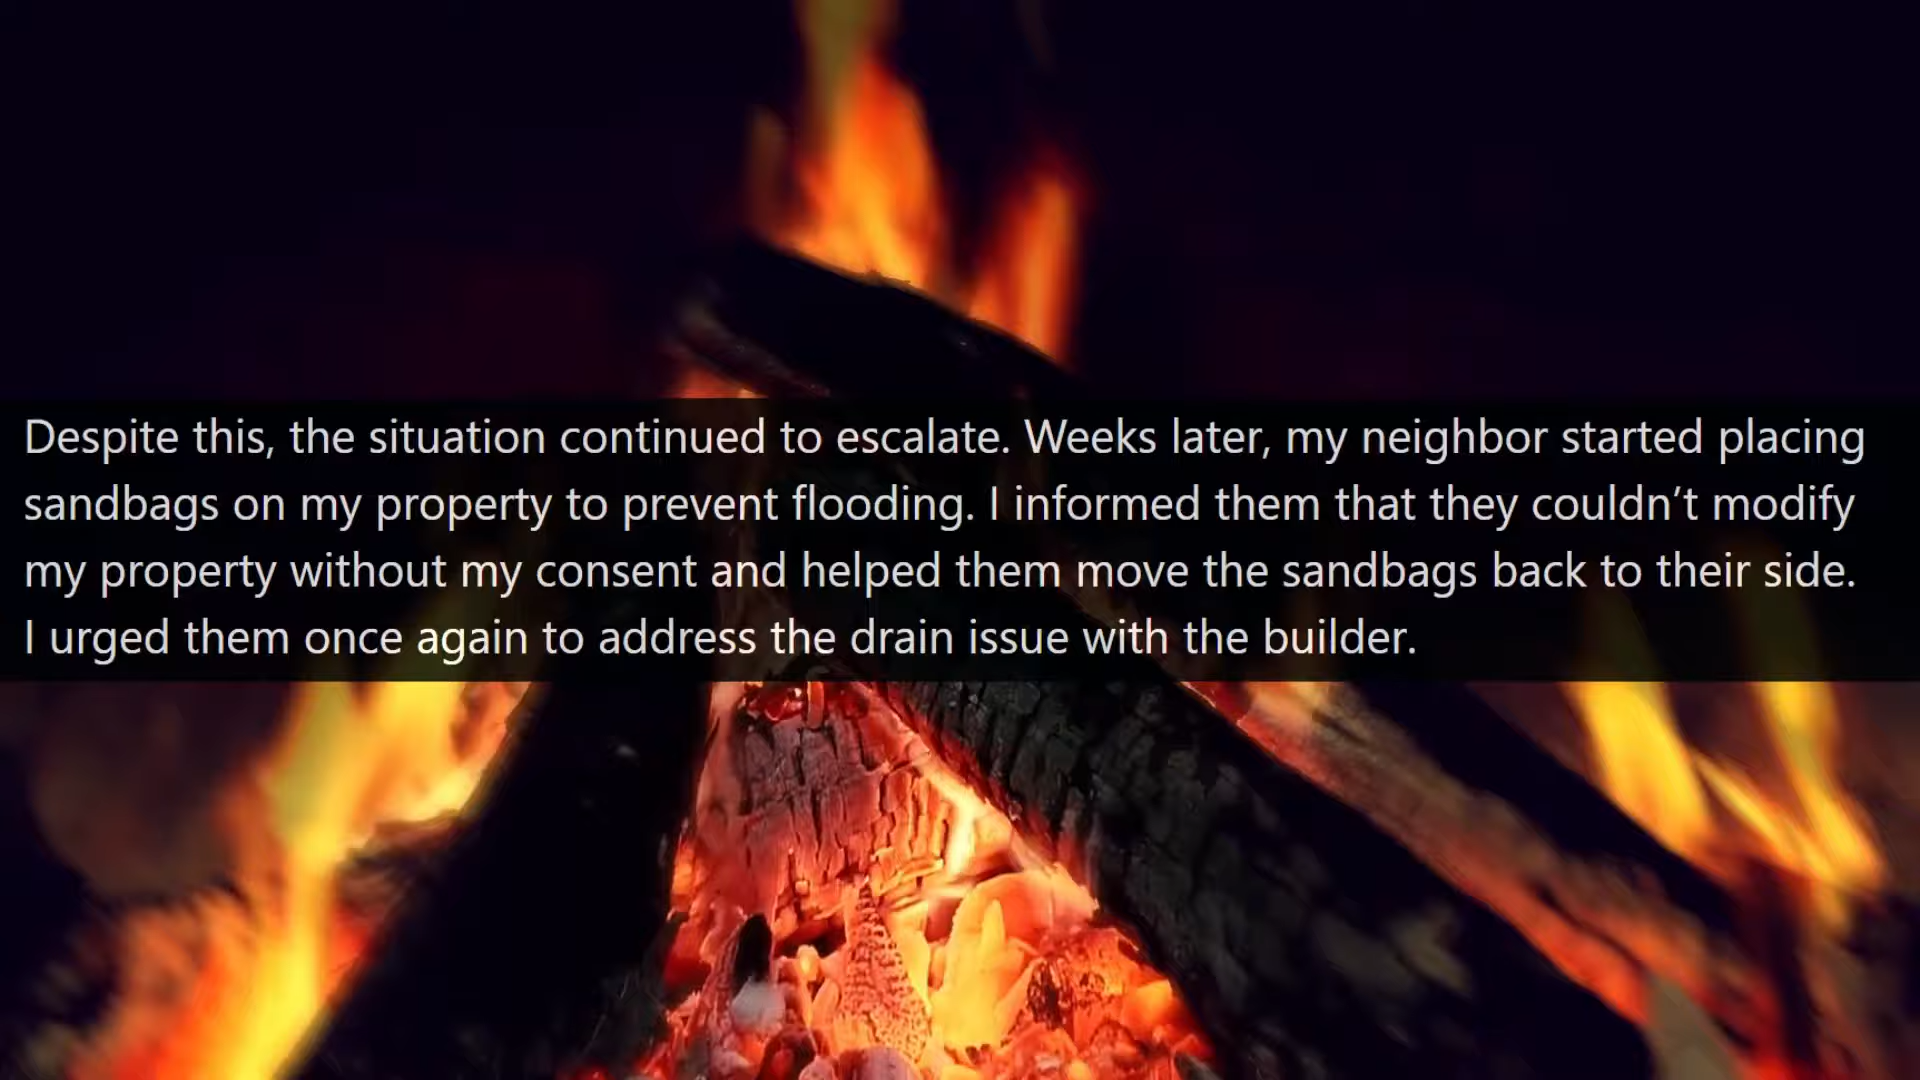 Despite this, the situation continued to escalate. Weeks later, my neighbor started placing
sandbags on my property to prevent flooding. I informed them that they couldn’t modify
my property without my consent and helped them move the sandbags back to their side.
I urged them once again to address the drain issue with the builder.